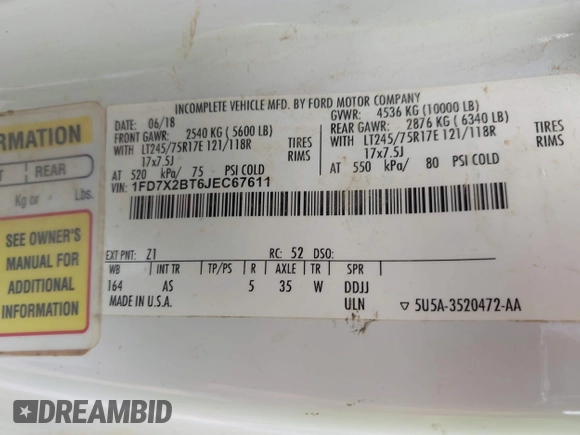 INCOMPLETE VEHICLE MFD. BY FORD MOTOR COMPANY
DATE: 06/18 GVWR: 4536 KG (10000 LB)
FRONT GAWR: 2540 KG (5600 LB) REAR GAWR: 2876 KG (6340 LB)
WITH LT245/75R17E 121/118R TIRES WITH LT245/75R17E 121/118R TIRES
17x7.5J RIMS 17x7.5J RIMS
AT 520 kPa/ 75 PSI COLD AT 550 kPa/ 80 PSI COLD
VIN: 1FD7X2BT6JEC67611
EXT PNT: Z1 RC: 52 DSO:
WB INT TR TP/PS R AXLE TR SPR
164 AS 5 35 W DDJJ
MADE IN U.S.A. ULN ▽ 5U5A-3520472-AA
RMATION
T REAR
Kg or Lbs.
SEE OWNER'S
MANUAL FOR
ADDITIONAL
INFORMATION
DREAMBID